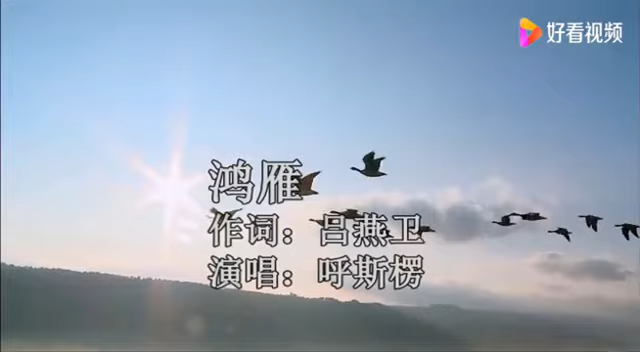 好看视频
鸿雁
作词：吕燕卫
演唱：呼斯楞